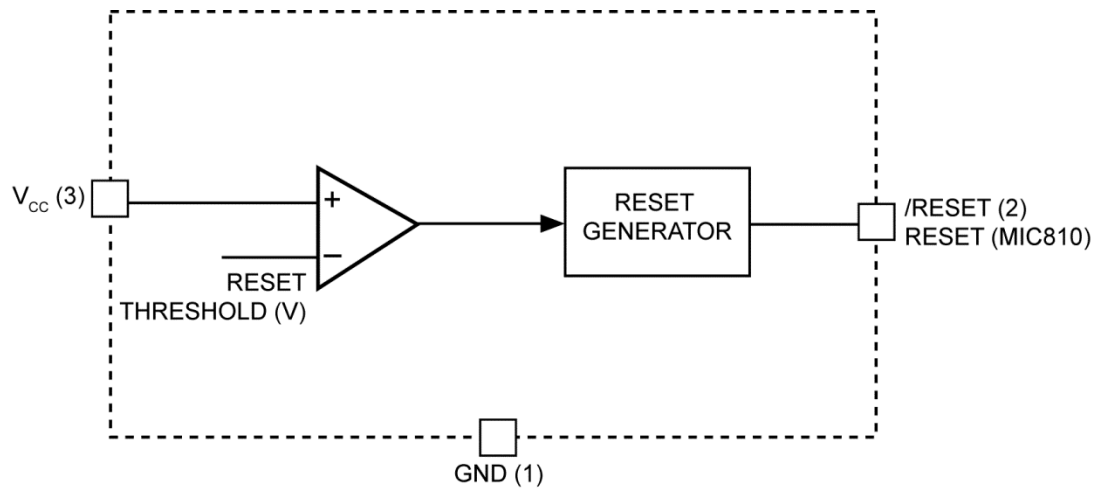 V_CC (3)
+
−
RESET
THRESHOLD (V)
RESET
GENERATOR
/RESET (2)
RESET (MIC810)
GND (1)